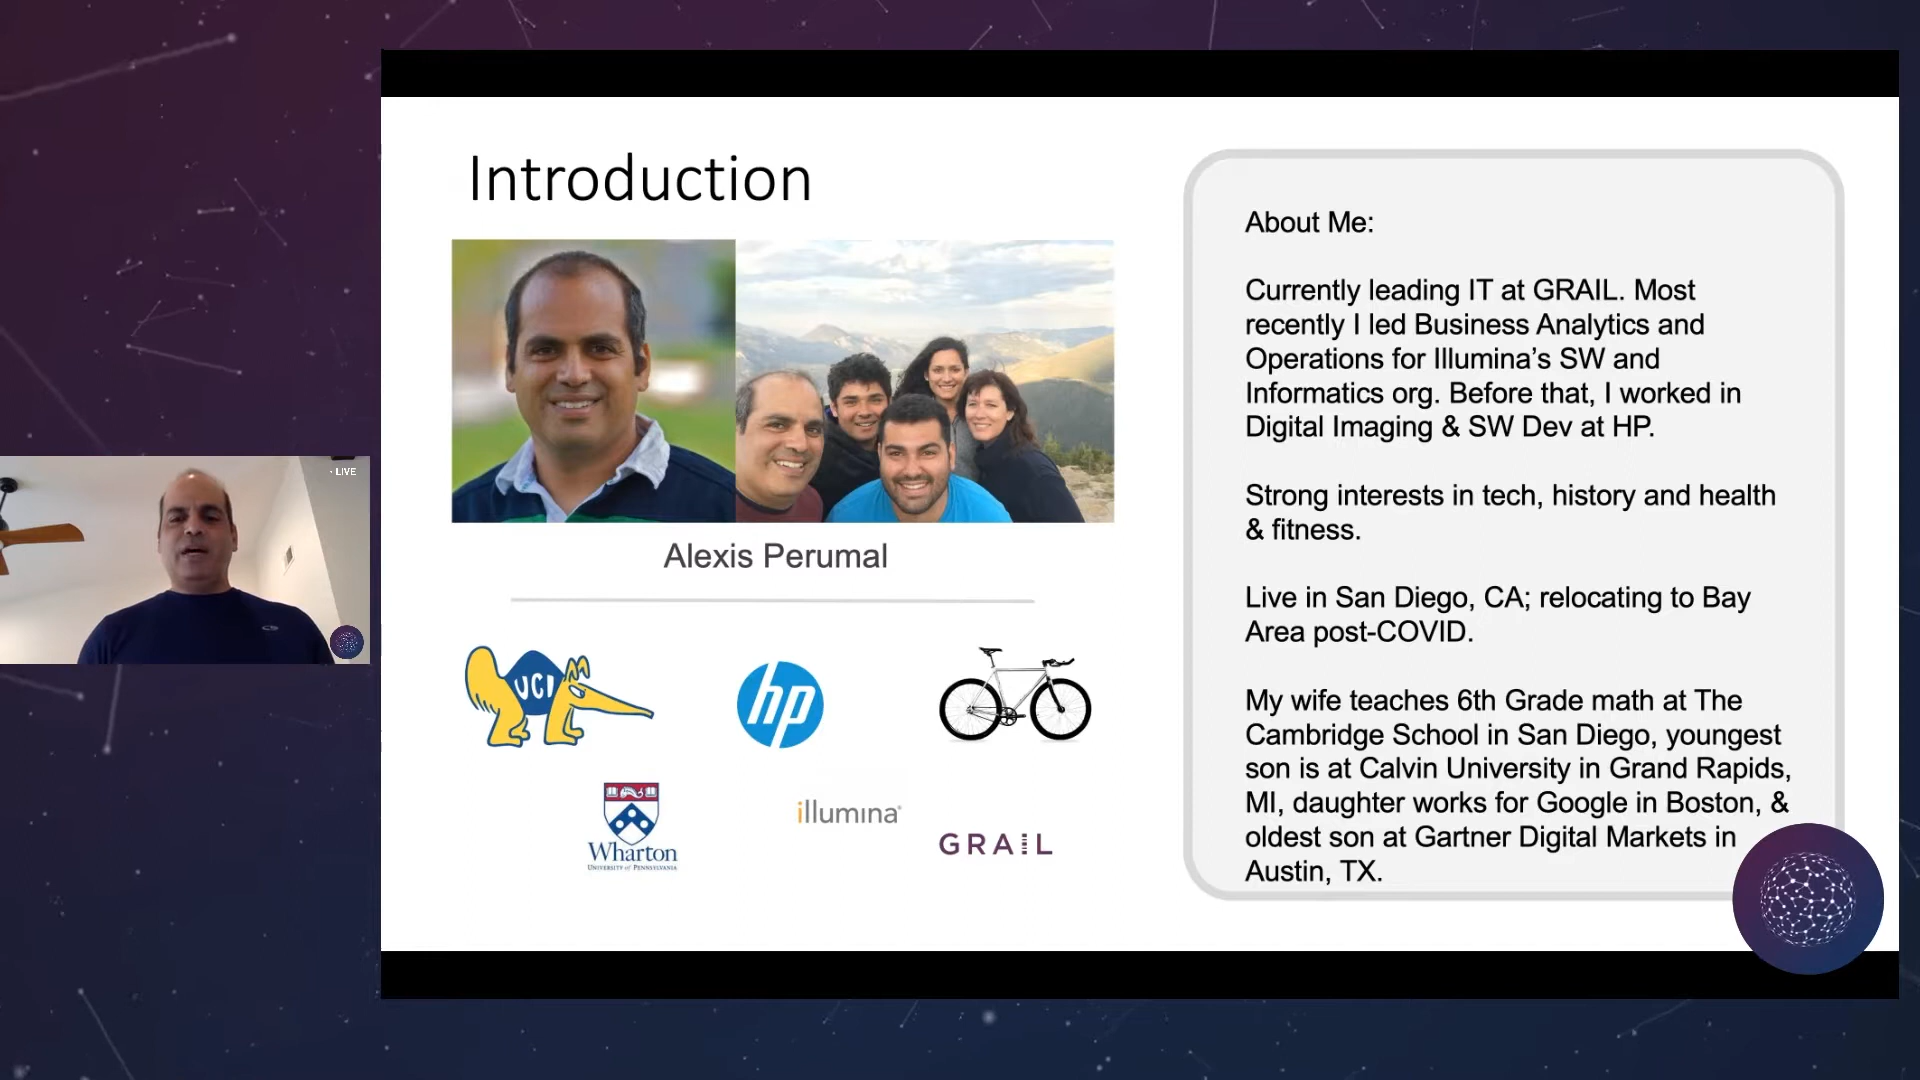 • LIVE
Introduction
Alexis Perumal
UCI
hp
Wharton
UNIVERSITY of PENNSYLVANIA
illumina®
GRAIL
About Me:
Currently leading IT at GRAIL. Most
recently I led Business Analytics and
Operations for Illumina’s SW and
Informatics org. Before that, I worked in
Digital Imaging & SW Dev at HP.
Strong interests in tech, history and health
& fitness.
Live in San Diego, CA; relocating to Bay
Area post-COVID.
My wife teaches 6th Grade math at The
Cambridge School in San Diego, youngest
son is at Calvin University in Grand Rapids,
MI, daughter works for Google in Boston, &
oldest son at Gartner Digital Markets in
Austin, TX.